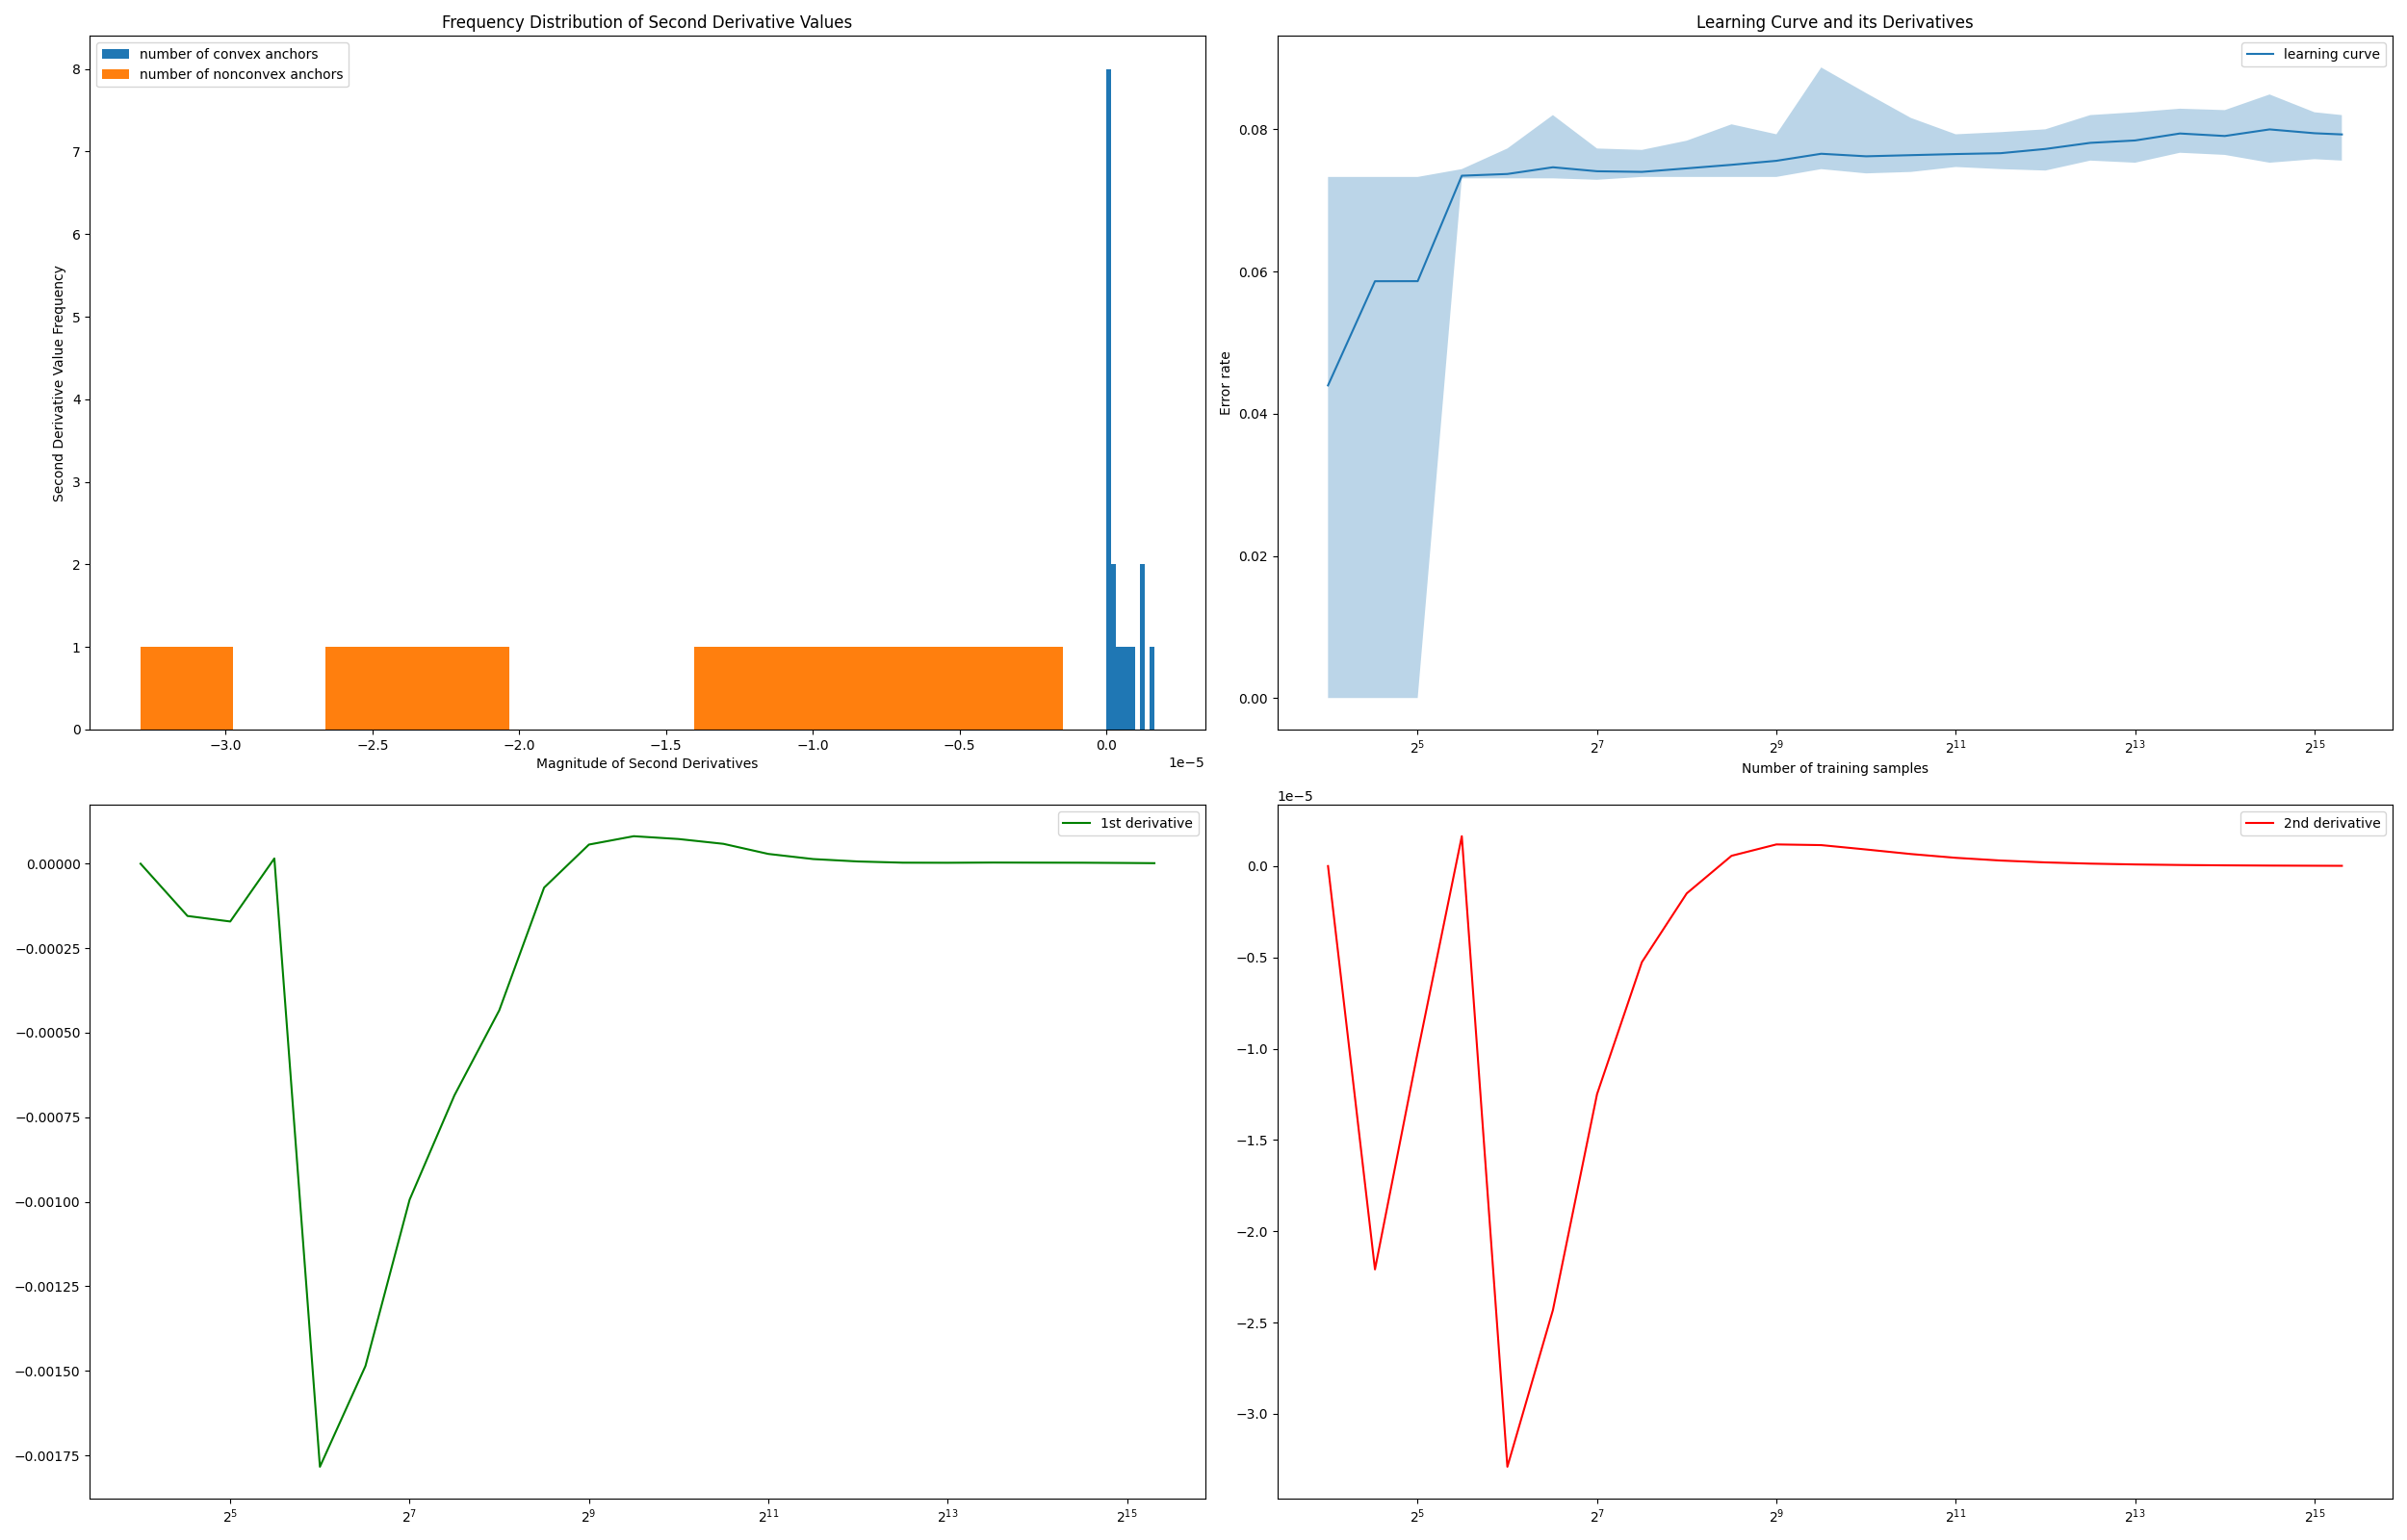 Frequency Distribution of Second Derivative Values
number of convex anchors
number of nonconvex anchors
8
7
6
5
4
3
2
1
0
Second Derivative Value Frequency
−3.0 −2.5 −2.0 −1.5 −1.0 −0.5 0.0
1e−5
Magnitude of Second Derivatives
Learning Curve and its Derivatives
learning curve
0.08
0.06
0.04
0.02
0.00
Error rate
2^5 2^7 2^9 2^11 2^13 2^15
Number of training samples
1st derivative
0.00000
−0.00025
−0.00050
−0.00075
−0.00100
−0.00125
−0.00150
−0.00175
2^5 2^7 2^9 2^11 2^13 2^15
1e−5
2nd derivative
0.0
−0.5
−1.0
−1.5
−2.0
−2.5
−3.0
2^5 2^7 2^9 2^11 2^13 2^15